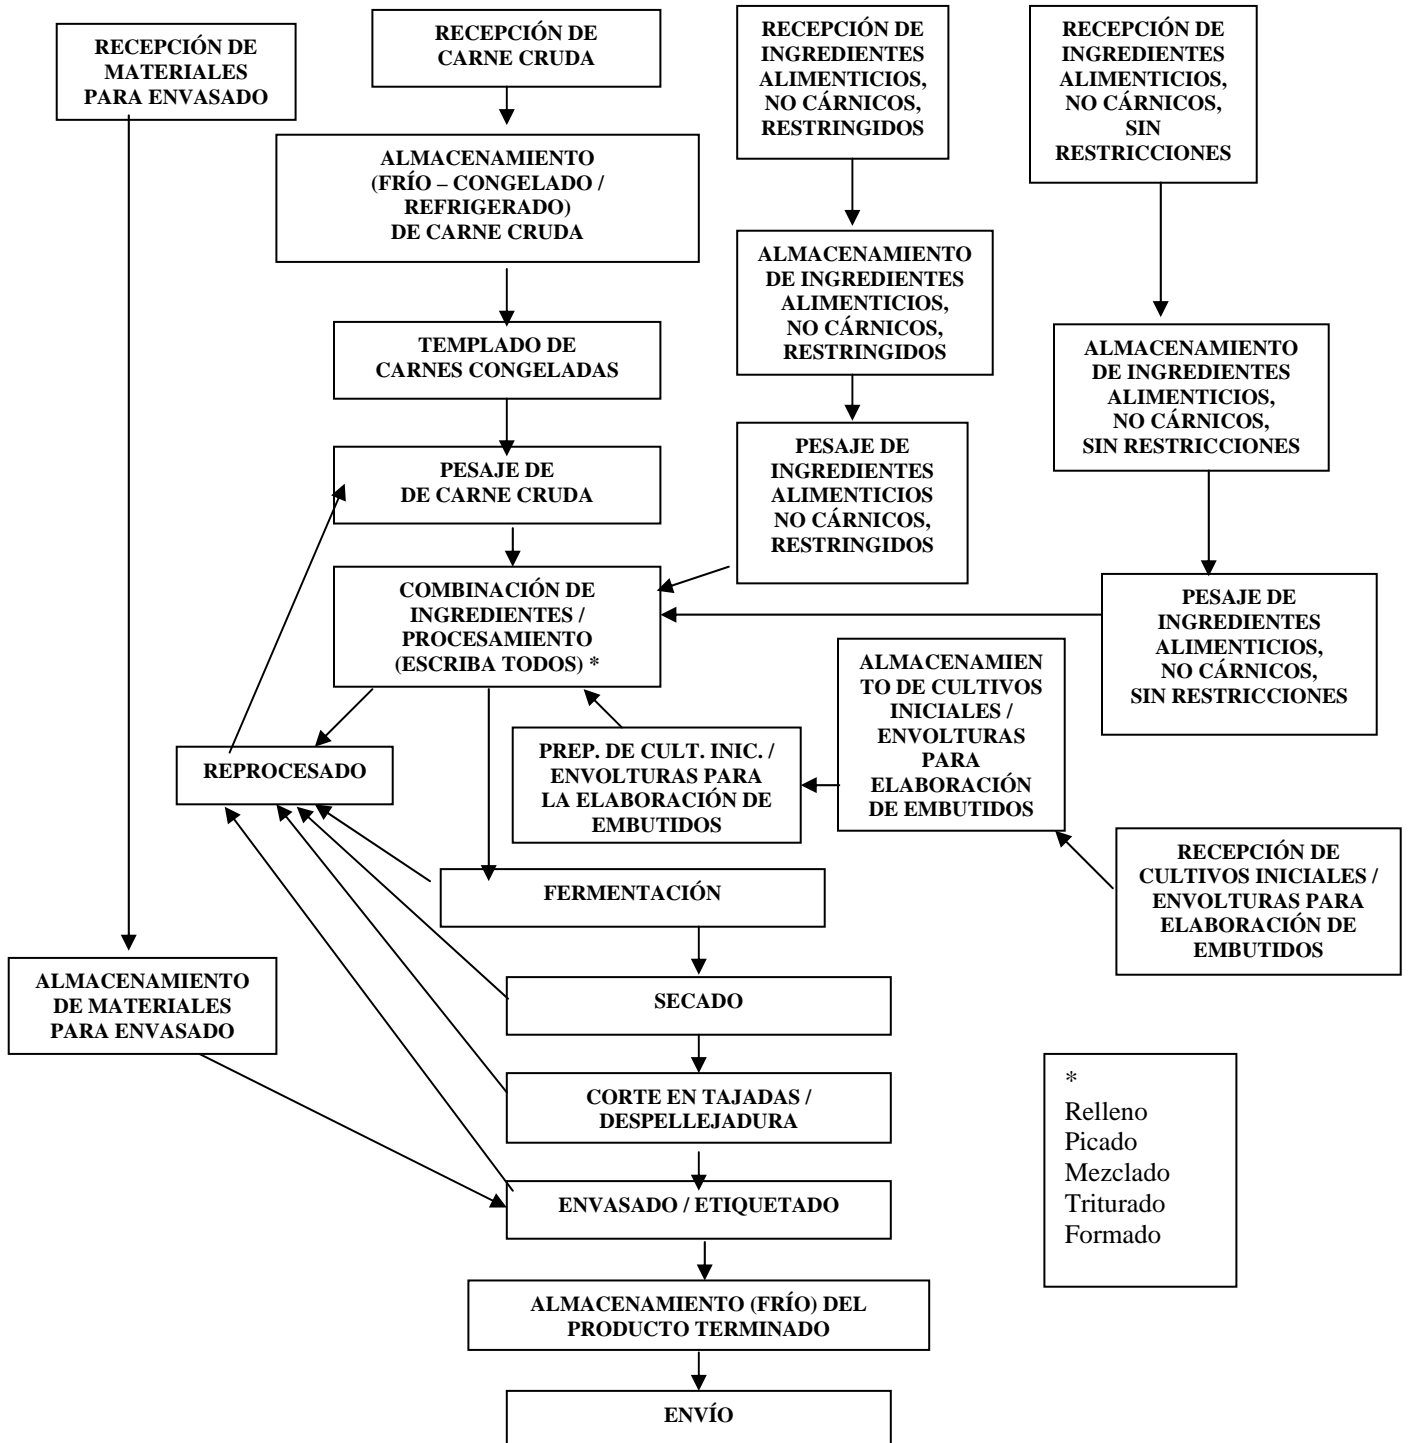 RECEPCIÓN DE
MATERIALES
PARA ENVASADO
RECEPCIÓN DE
CARNE CRUDA
RECEPCIÓN DE
INGREDIENTES
ALIMENTICIOS,
NO CÁRNICOS,
RESTRINGIDOS
RECEPCIÓN DE
INGREDIENTES
ALIMENTICIOS,
NO CÁRNICOS,
SIN
RESTRICCIONES
ALMACENAMIENTO
(FRÍO – CONGELADO /
REFRIGERADO)
DE CARNE CRUDA
ALMACENAMIENTO
DE INGREDIENTES
ALIMENTICIOS,
NO CÁRNICOS,
RESTRINGIDOS
ALMACENAMIENTO
DE INGREDIENTES
ALIMENTICIOS,
NO CÁRNICOS,
SIN RESTRICCIONES
TEMPLADO DE
CARNES CONGELADAS
PESAJE DE
DE CARNE CRUDA
PESAJE DE
INGREDIENTES
ALIMENTICIOS
NO CÁRNICOS,
RESTRINGIDOS
COMBINACIÓN DE
INGREDIENTES /
PROCESAMIENTO
(ESCRIBA TODOS) *
PESAJE DE
INGREDIENTES
ALIMENTICIOS,
NO CÁRNICOS,
SIN RESTRICCIONES
ALMACENAMIEN
TO DE CULTIVOS
INICIALES /
ENVOLTURAS
PARA
ELABORACIÓN
DE EMBUTIDOS
REPROCESADO
PREP. DE CULT. INIC. /
ENVOLTURAS PARA
LA ELABORACIÓN DE
EMBUTIDOS
RECEPCIÓN DE
CULTIVOS INICIALES /
ENVOLTURAS PARA
ELABORACIÓN DE
EMBUTIDOS
FERMENTACIÓN
ALMACENAMIENTO
DE MATERIALES
PARA ENVASADO
SECADO
CORTE EN TAJADAS /
DESPELLEJADURA
*
Relleno
Picado
Mezclado
Triturado
Formado
ENVASADO / ETIQUETADO
ALMACENAMIENTO (FRÍO) DEL
PRODUCTO TERMINADO
ENVÍO